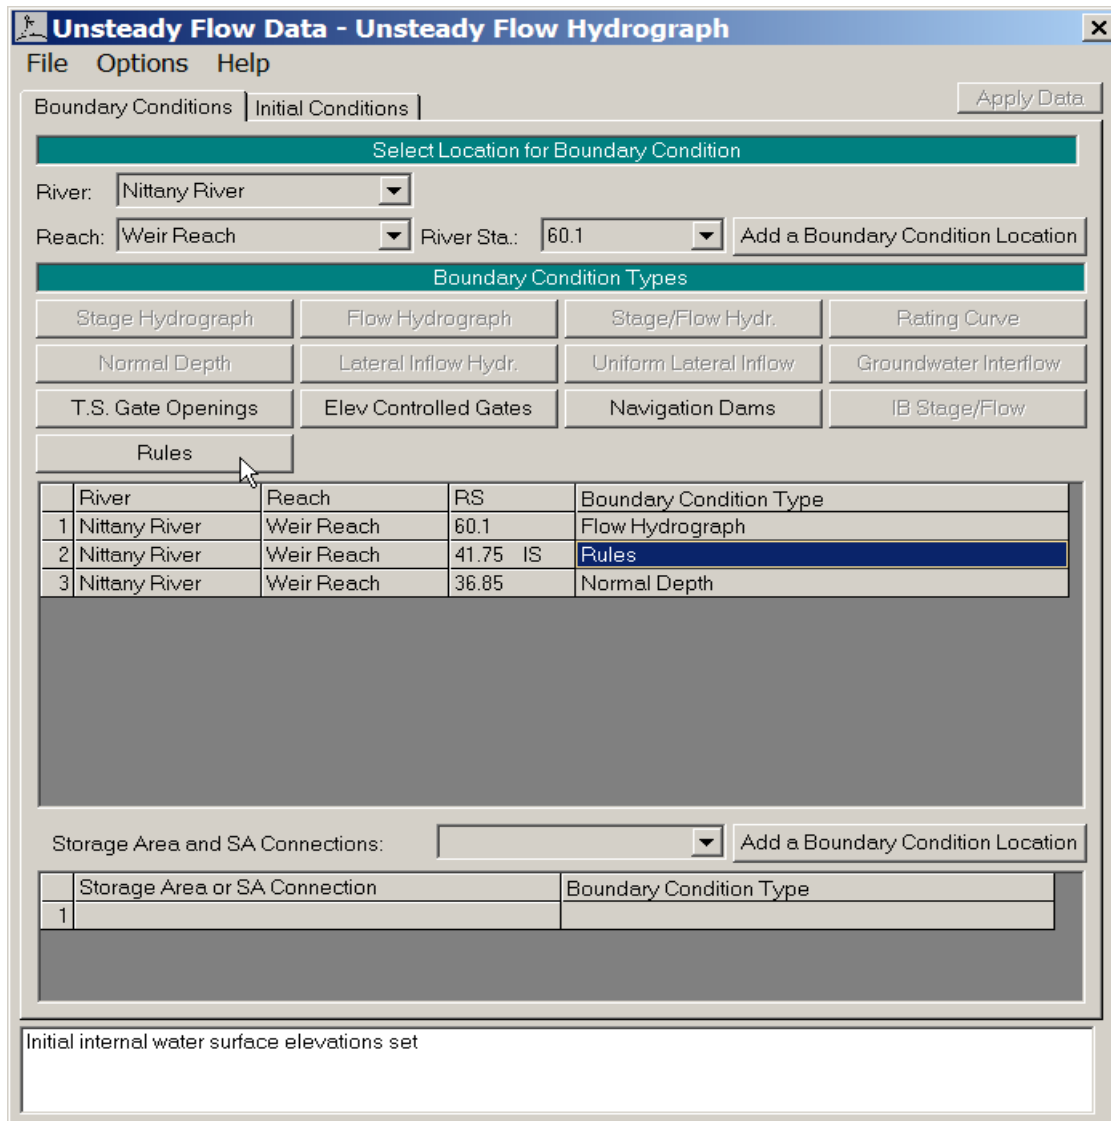 Unsteady Flow Data - Unsteady Flow Hydrograph
File Options Help
Boundary Conditions Initial Conditions Apply Data
Select Location for Boundary Condition
River: Nittany River
Reach: Weir Reach River Sta.: 60.1 Add a Boundary Condition Location
Boundary Condition Types
Stage Hydrograph Flow Hydrograph Stage/Flow Hydr. Rating Curve
Normal Depth Lateral Inflow Hydr. Uniform Lateral Inflow Groundwater Interflow
T.S. Gate Openings Elev Controlled Gates Navigation Dams IB Stage/Flow
Rules
River Reach RS Boundary Condition Type
1 Nittany River Weir Reach 60.1 Flow Hydrograph
2 Nittany River Weir Reach 41.75 IS Rules
3 Nittany River Weir Reach 36.85 Normal Depth
Storage Area and SA Connections: Add a Boundary Condition Location
Storage Area or SA Connection Boundary Condition Type
1
Initial internal water surface elevations set